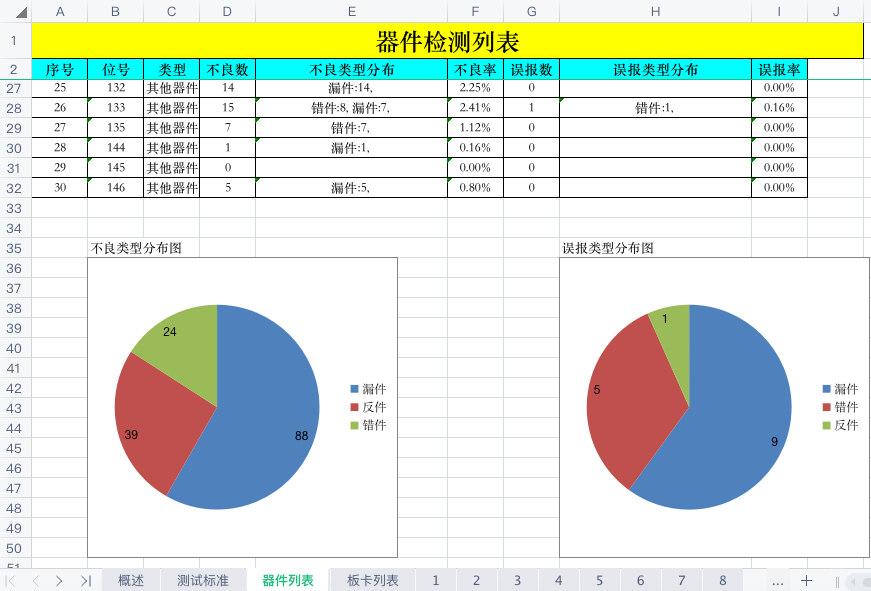 A B C D E F G H I J
1 器件检测列表
2 序号 位号 类型 不良数 不良类型分布 不良率 误报数 误报类型分布 误报率
27 25 132 其他器件 14 漏件:14, 2.25% 0 0.00%
28 26 133 其他器件 15 错件:8, 漏件:7, 2.41% 1 错件:1, 0.16%
29 27 135 其他器件 7 错件:7, 1.12% 0 0.00%
30 28 144 其他器件 1 漏件:1, 0.16% 0 0.00%
31 29 145 其他器件 0 0.00% 0 0.00%
32 30 146 其他器件 5 漏件:5, 0.80% 0 0.00%
33
34
35 不良类型分布图 误报类型分布图
36
37
38
39
40
41
42
43
44
45
46
47
48
49
50
51
24
39
88
漏件
反件
错件
1
5
9
漏件
错件
反件
概述 测试标准 器件列表 板卡列表 1 2 3 4 5 6 7 8 ... +